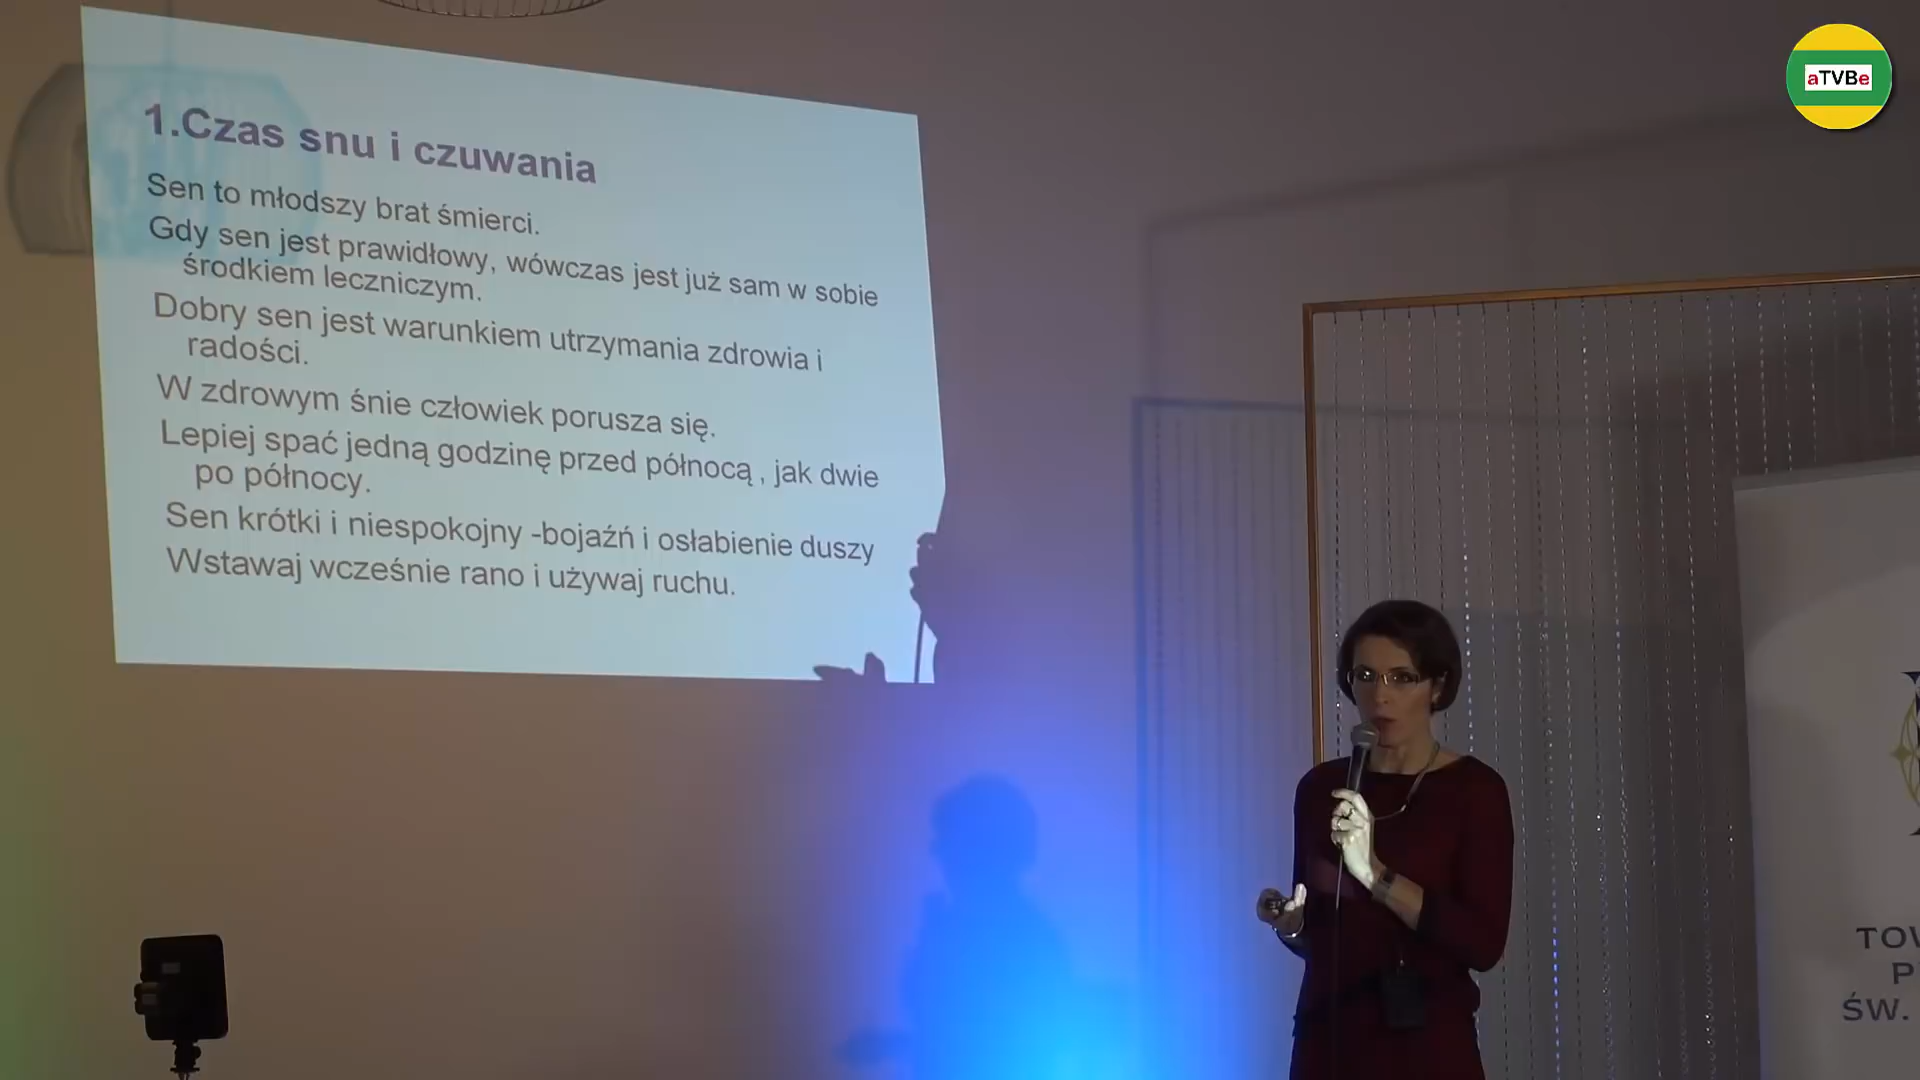 aTVBe
1.Czas snu i czuwania
Sen to młodszy brat śmierci.
Gdy sen jest prawidłowy, wówczas jest już sam w sobie
środkiem leczniczym.
Dobry sen jest warunkiem utrzymania zdrowia i
radości.
W zdrowym śnie człowiek porusza się.
Lepiej spać jedną godzinę przed północą , jak dwie
po północy.
Sen krótki i niespokojny -bojaźń i osłabienie duszy
Wstawaj wcześnie rano i używaj ruchu.
ŚW.